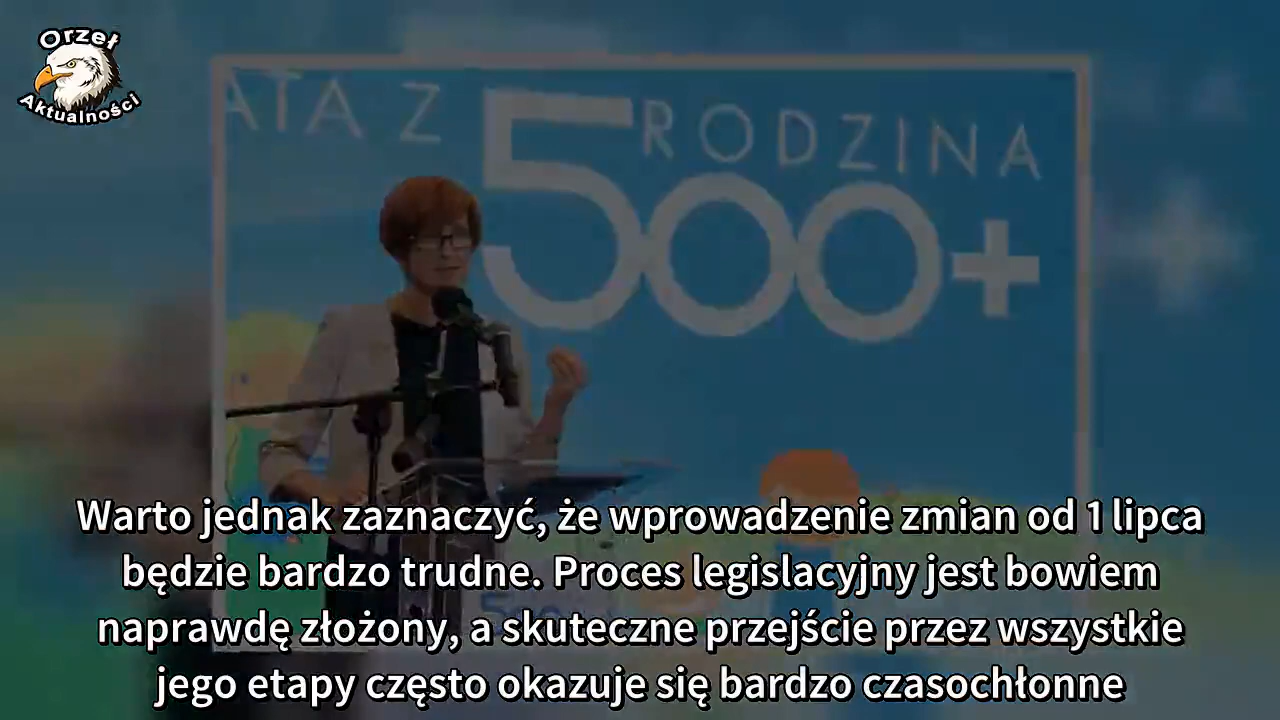 Orzeł
Aktualności
ATA Z
RODZINA
500+
Warto jednak zaznaczyć, że wprowadzenie zmian od 1 lipca
będzie bardzo trudne. Proces legislacyjny jest bowiem
naprawdę złożony, a skuteczne przejście przez wszystkie
jego etapy często okazuje się bardzo czasochłonne